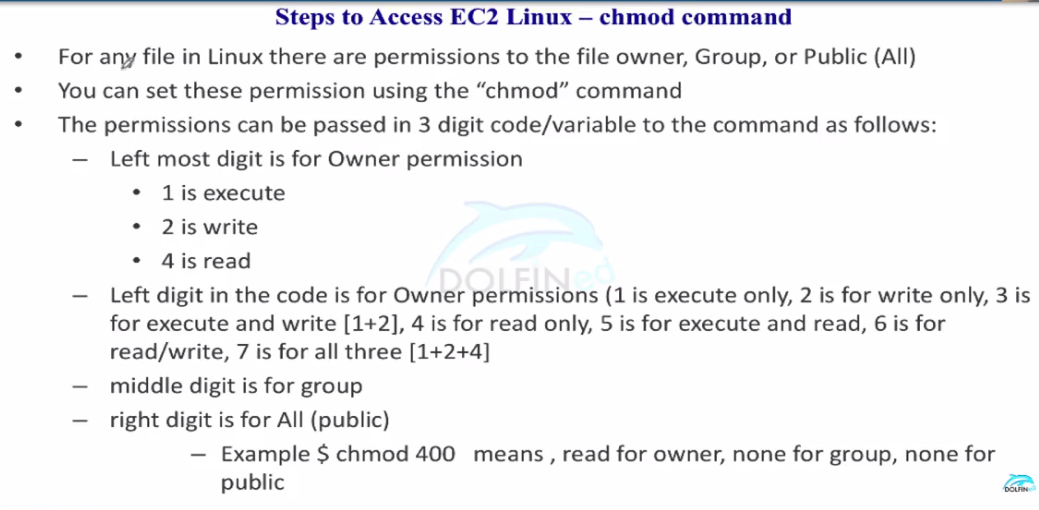 Steps to Access EC2 Linux – chmod command
• For any file in Linux there are permissions to the file owner, Group, or Public (All)
• You can set these permission using the “chmod” command
• The permissions can be passed in 3 digit code/variable to the command as follows:
– Left most digit is for Owner permission
• 1 is execute
• 2 is write
• 4 is read
– Left digit in the code is for Owner permissions (1 is execute only, 2 is for write only, 3 is
for execute and write [1+2], 4 is for read only, 5 is for execute and read, 6 is for
read/write, 7 is for all three [1+2+4]
– middle digit is for group
– right digit is for All (public)
– Example $ chmod 400 means , read for owner, none for group, none for
public
DOLFINed
DOLFINed